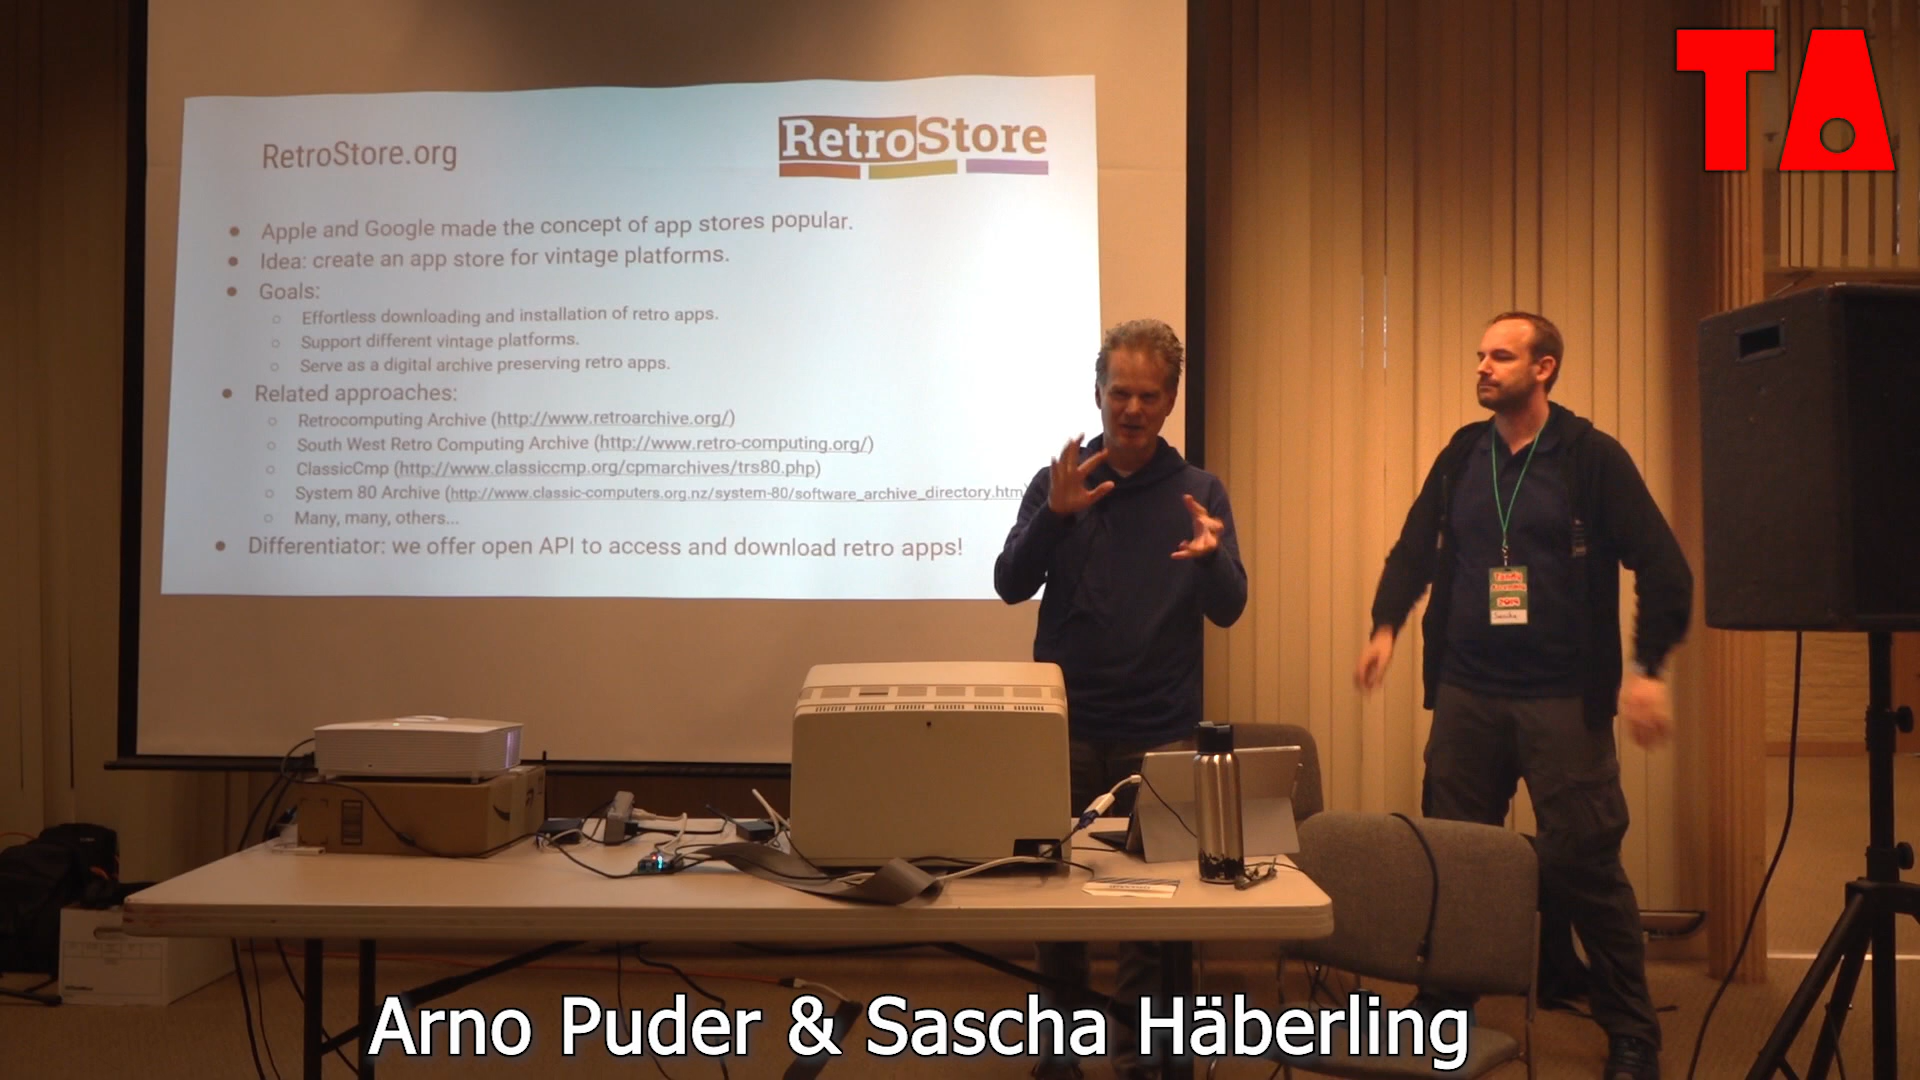 TA
RetroStore.org
RetroStore
Apple and Google made the concept of app stores popular.
Idea: create an app store for vintage platforms.
Goals:
Effortless downloading and installation of retro apps.
Support different vintage platforms.
Serve as a digital archive preserving retro apps.
Related approaches:
Retrocomputing Archive (http://www.retroarchive.org/)
South West Retro Computing Archive (http://www.retro-computing.org/)
ClassicCmp (http://www.classiccmp.org/cpmarchives/trs80.php)
System 80 Archive (http://www.classic-computers.org.nz/system-80/software_archive_directory.htm)
Many, many, others...
Differentiator: we offer open API to access and download retro apps!
Sascha
Arno Puder & Sascha Häberling